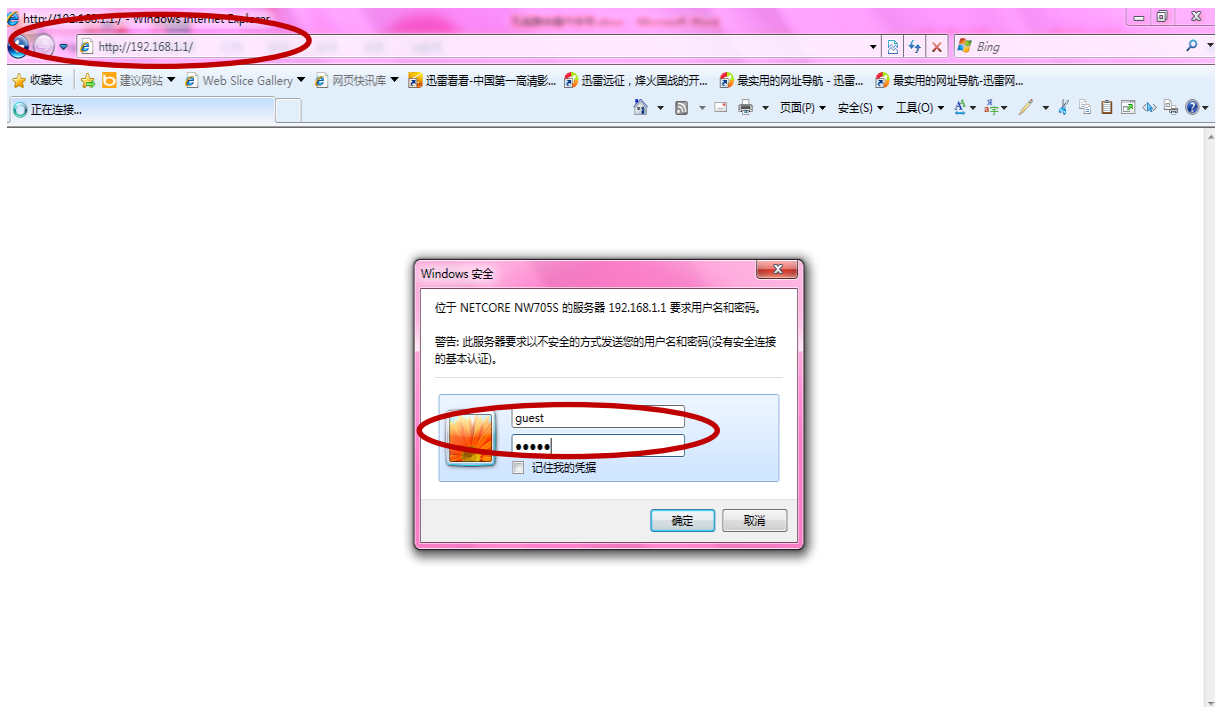 http://192.168.1.1./ - Windows Internet Explorer
http://192.168.1.1/
Bing
收藏夹 建议网站 Web Slice Gallery 网页快讯库 迅雷看看-中国第一高清影... 迅雷远征，烽火国战的开... 最实用的网址导航 - 迅雷... 最实用的网址导航-迅雷网...
正在连接... 页面(P) 安全(S) 工具(O)
Windows 安全
位于 NETCORE NW705S 的服务器 192.168.1.1 要求用户名和密码。
警告: 此服务器要求以不安全的方式发送您的用户名和密码(没有安全连接
的基本认证)。
guest
●●●●●
记住我的凭据
确定 取消